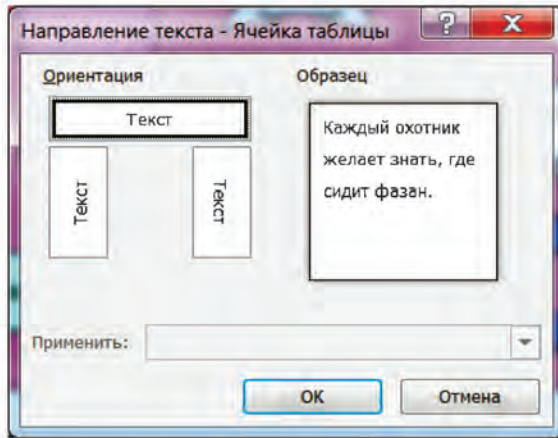 Направление текста - Ячейка таблицы
Ориентация
Образец
Текст
Текст
Текст
Каждый охотник
желает знать, где
сидит фазан.
Применить:
ОК
Отмена